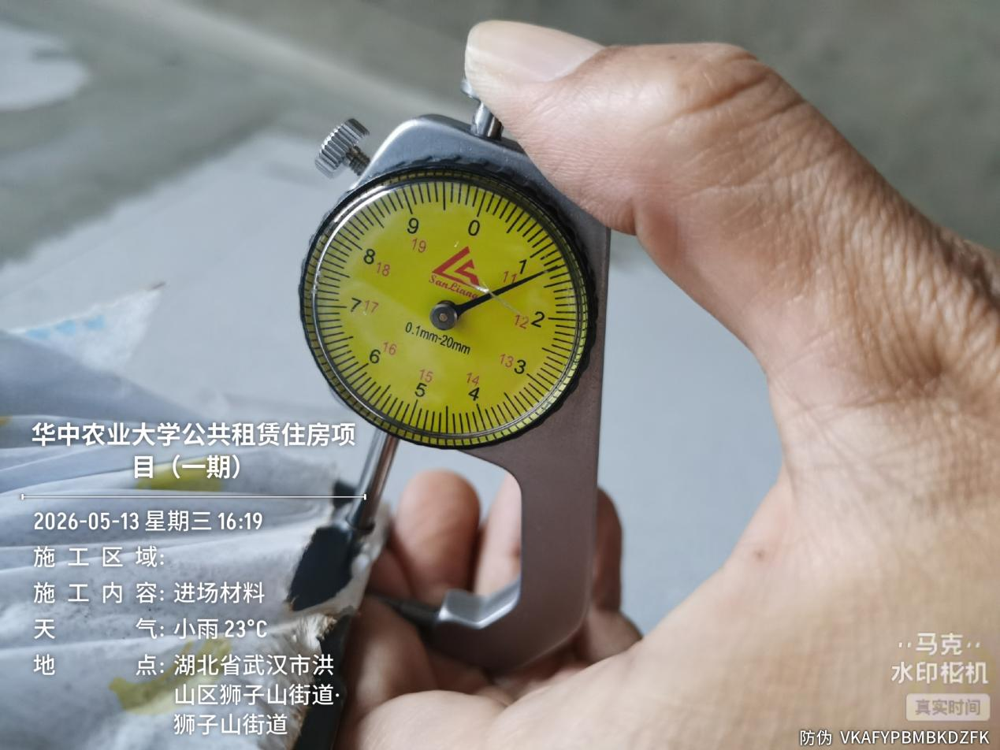 9 0
19
8 18
1
11
SanLiang
7 17
12 2
0.1mm-20mm
6 16
13 3
15 14
5 4
华中农业大学公共租赁住房项
目（一期）
2026-05-13 星期三 16:19
施工区域:
施工内容: 进场材料
天气: 小雨 23°C
地点: 湖北省武汉市洪
山区狮子山街道·
狮子山街道
马克
水印相机
真实时间
防伪 VKAFYPBMBKDZFK